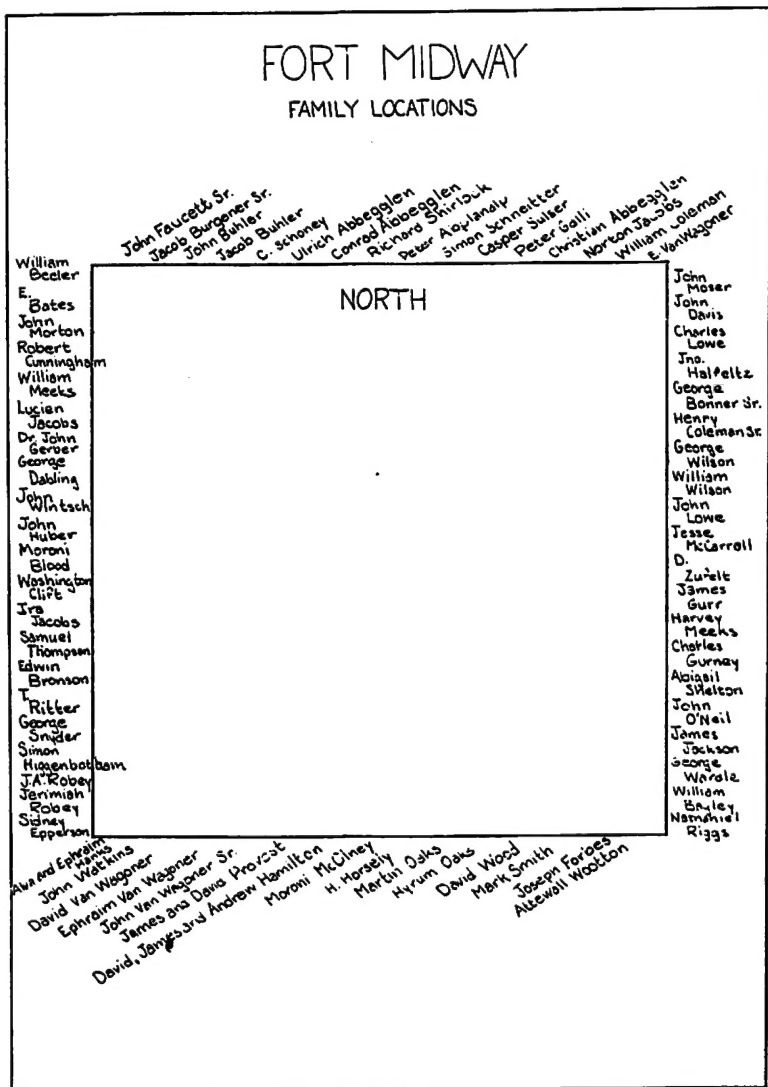 FORT MIDWAY
FAMILY LOCATIONS
John Faucett Sr.
Jacob Burgoner Sr.
John Buhler
Jacob Buhler
C. Schoney
Ulrich Abbegglen
Conrad Abbegglen
Richard Shirlock
Peter Abplanalp
Simon Schneitter
Casper Sulser
Peter Galli
Christian Abbegglen
Norton Jacobs
William Coleman
E. VanWagoner
NORTH
William
Beeler
E.
Bates
John
Morton
Robert
Cunningham
William
Meeks
Lucien
Jacobs
Dr. John
Gerber
George
Dabling
John
Wintsch
John
Huber
Moroni
Blood
Washington
Clift
Ira
Jacobs
Samuel
Thompson
Edwin
Bronson
T.
Ritter
George
Snyder
Simon
Higgenbotham
J.A. Robey
Jerimiah
Robey
Sidney
Epperson
John
Moser
John
Davis
Charles
Lowe
Jno.
Halfeltz
George
Bonner Sr.
Henry
Coleman Sr.
George
Wilson
William
Wilson
John
Lowe
Jesse
McCarroll
D.
James
Gurr
Harvey
Meeks
Charles
Gurney
Abigail
Shelton
John
O'Neil
James
Jackson
George
Wardle
William
Bayley
Nathaniel
Riggs
Alva and Ephraim
Hanks
John Watkins
David Van Wagoner
Ephraim Van Wagoner
John Van Wagoner Sr.
James and David Provost
David, James and Andrew Hamilton
Moroni McOlney
H. Horsely
Martin Oaks
Hyrum Oaks
David Wood
Mark Smith
Joseph Forbes
Attewall Wootton